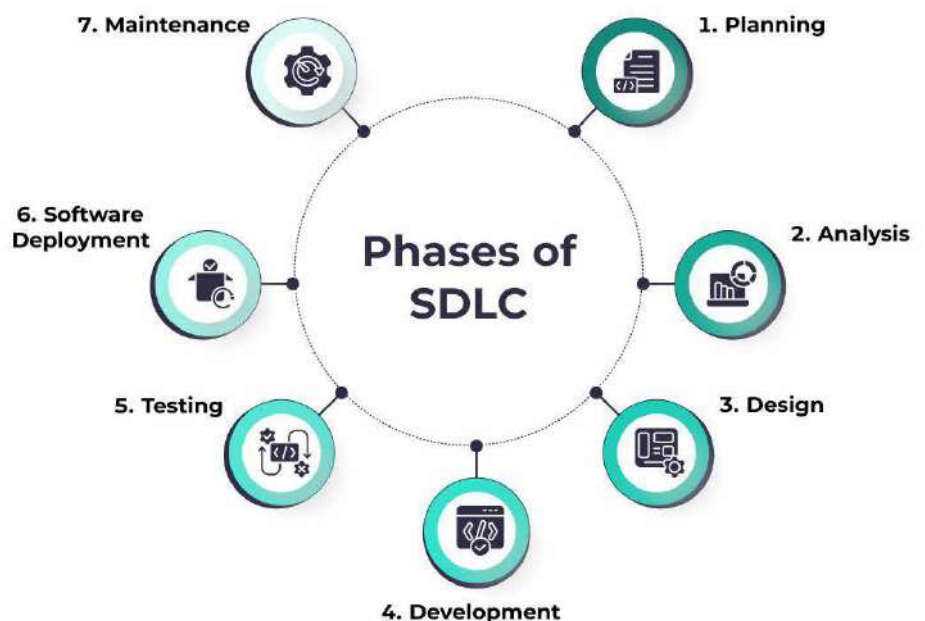 Phases of
SDLC
1. Planning
2. Analysis
3. Design
4. Development
5. Testing
6. Software
Deployment
7. Maintenance